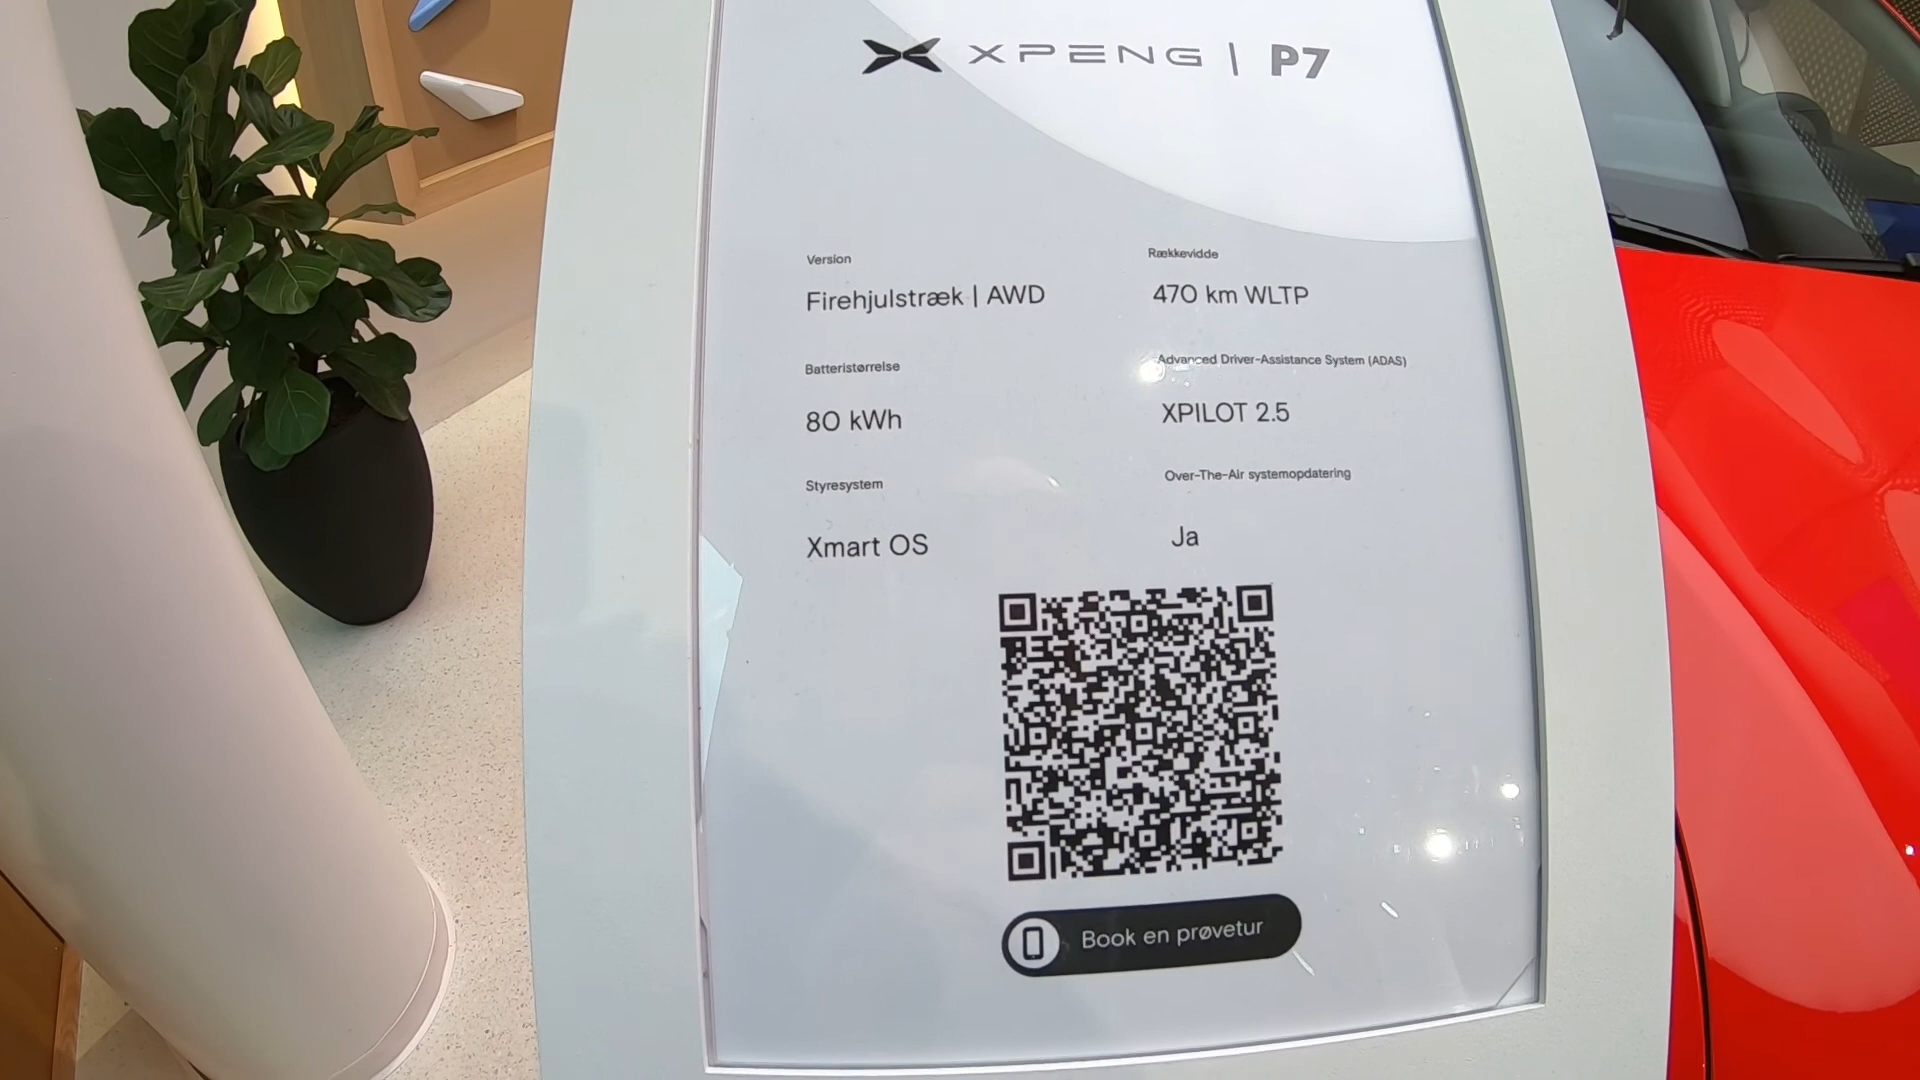 XPENG | P7
Version
Firehjulstræk | AWD
Rækkevidde
470 km WLTP
Batteristørrelse
80 kWh
Advanced Driver-Assistance System (ADAS)
XPILOT 2.5
Styresystem
Xmart OS
Over-The-Air systemopdatering
Ja
Book en prøvetur